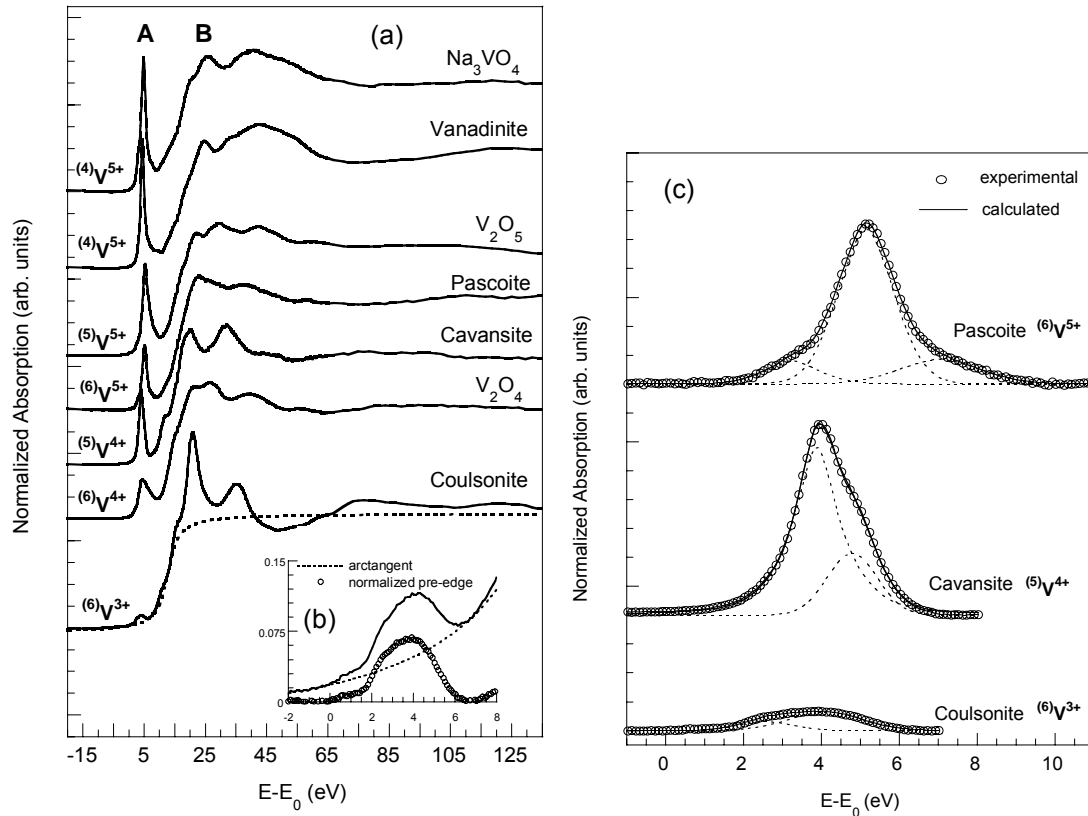 A
B
(a)
Na₃VO₄
Vanadinite
⁽⁴⁾V⁵⁺
V₂O₅
⁽⁴⁾V⁵⁺
Pascoite
⁽⁵⁾V⁵⁺
Cavansite
⁽⁶⁾V⁵⁺
V₂O₄
⁽⁵⁾V⁴⁺
Coulsonite
⁽⁶⁾V⁴⁺
⁽⁶⁾V³⁺
Normalized Absorption (arb. units)
-15 5 25 45 65 85 105 125
E-E₀ (eV)
0.15
0.075
0
arctangent
normalized pre-edge
(b)
-2 0 2 4 6 8
(c)
experimental
calculated
Pascoite ⁽⁶⁾V⁵⁺
Cavansite ⁽⁵⁾V⁴⁺
Coulsonite ⁽⁶⁾V³⁺
Normalized Absorption (arb. units)
0 2 4 6 8 10
E-E₀ (eV)